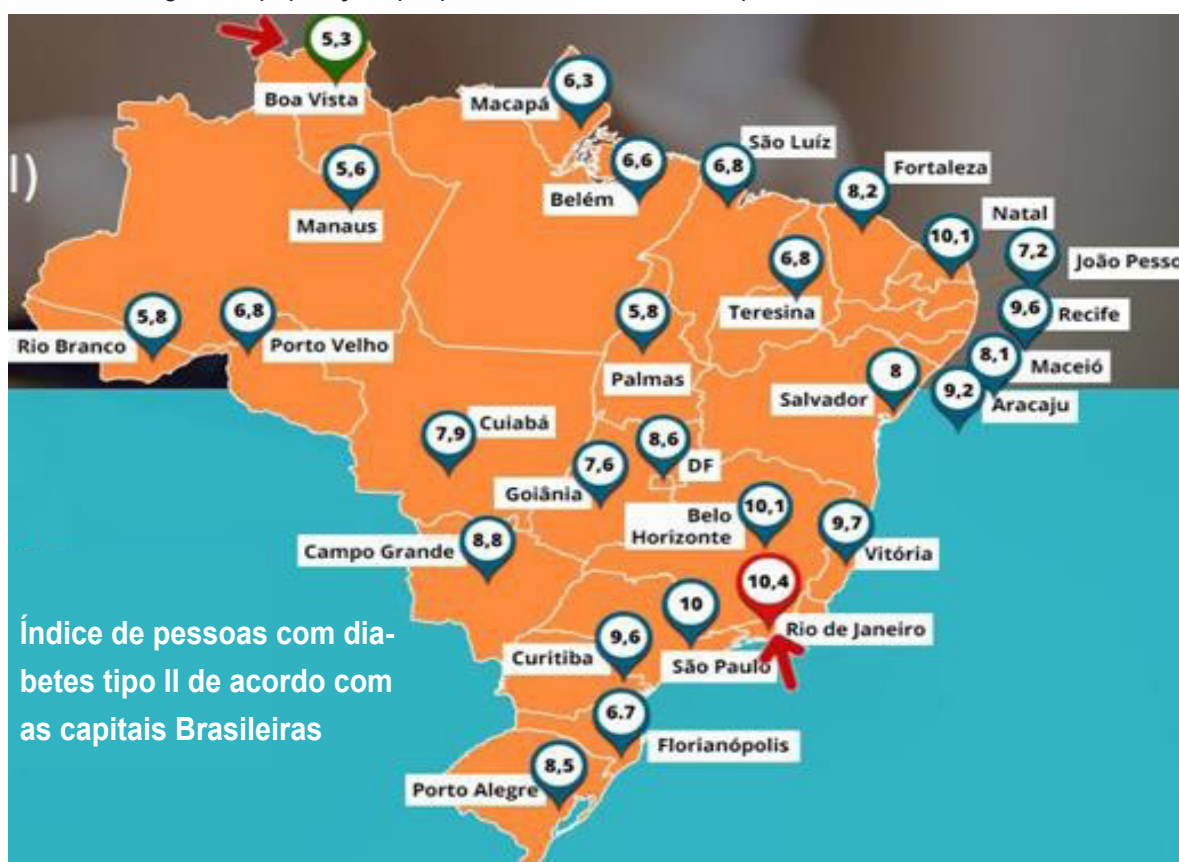 5,3
Boa Vista
6,3
Macapá
São Luíz
6,6
6,8
Belém
Fortaleza
8,2
5,6
Manaus
Natal
10,1
7,2
João Pesso
6,8
Teresina
5,8
Rio Branco
6,8
Porto Velho
5,8
Palmas
9,6
Recife
8,1
Maceió
8
Salvador
9,2
Aracaju
7,9
Cuiabá
8,6
DF
7,6
Goiânia
10,1
Belo
Horizonte
9,7
Vitória
8,8
Campo Grande
10,4
Rio de Janeiro
10
São Paulo
9,6
Curitiba
6.7
Florianópolis
8,5
Porto Alegre
Índice de pessoas com dia-
betes tipo II de acordo com
as capitais Brasileiras